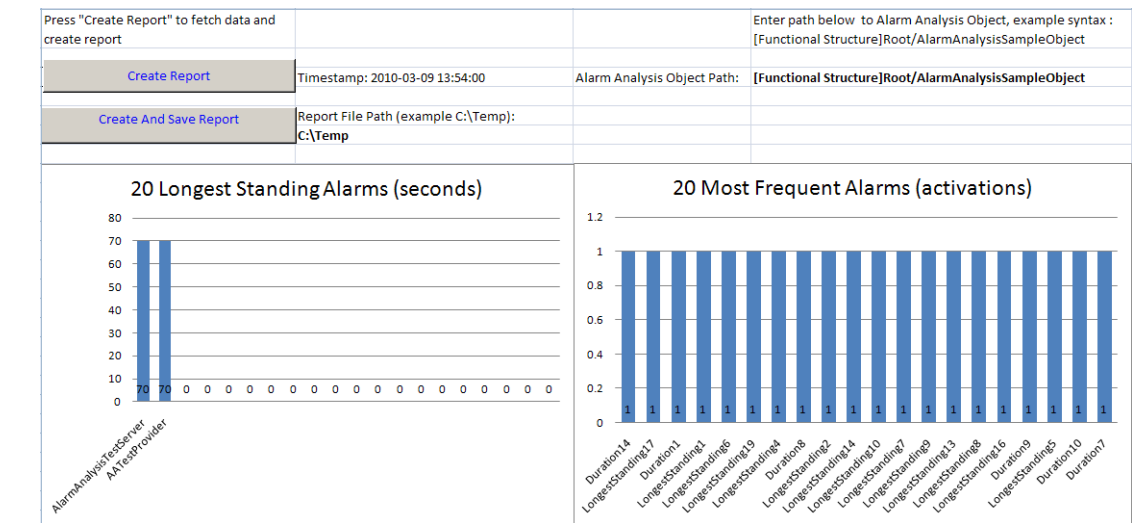 Press "Create Report" to fetch data and
create report
Enter path below  to Alarm Analysis Object, example syntax :
[Functional Structure]Root/AlarmAnalysisSampleObject
Create Report
Timestamp: 2010-03-09 13:54:00
Alarm Analysis Object Path:
[Functional Structure]Root/AlarmAnalysisSampleObject
Create And Save Report
Report File Path (example C:\Temp):
C:\Temp
20 Longest Standing Alarms (seconds)
80
70
60
50
40
30
20
10
0
70 70 0 0 0 0 0 0 0 0 0 0 0 0 0 0 0 0 0 0
AlarmAnalysisTestServer
AATestProvider
20 Most Frequent Alarms (activations)
1.2
1
0.8
0.6
0.4
0.2
0
1 1 1 1 1 1 1 1 1 1 1 1 1 1 1 1 1 1 1 1
Duration14
LongestStanding17
Duration1
LongestStanding1
LongestStanding6
LongestStanding19
LongestStanding4
Duration8
LongestStanding2
LongestStanding14
LongestStanding10
LongestStanding7
LongestStanding9
LongestStanding13
LongestStanding8
LongestStanding16
Duration9
LongestStanding5
Duration10
Duration7